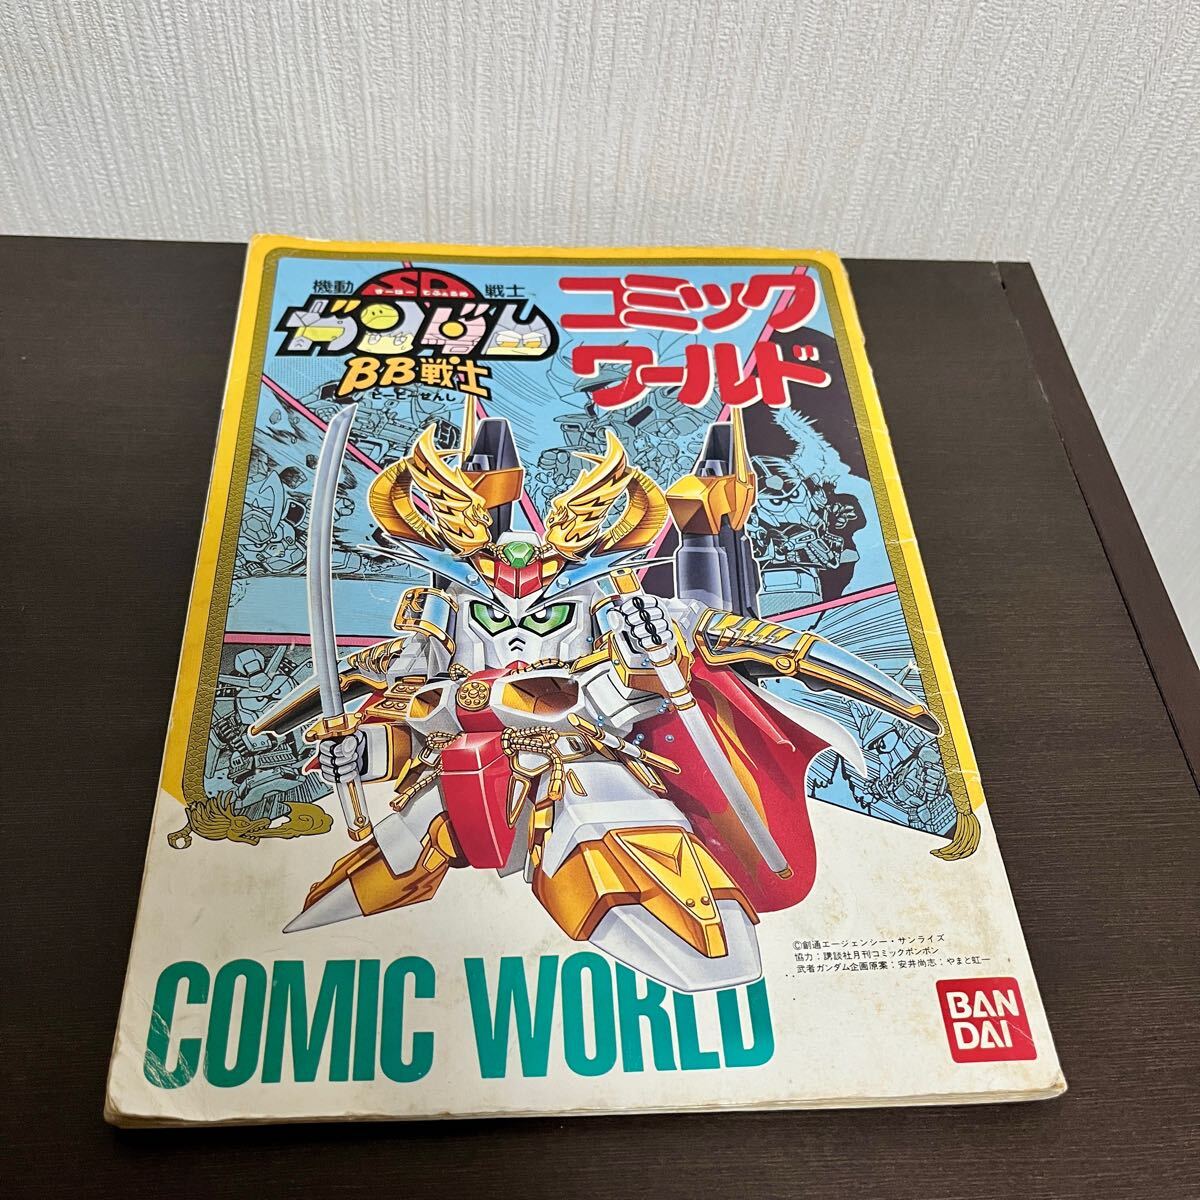 機動
SD
戦士
ガンダム
BB戦士
びーびーせんし
コミック
ワールド
COMIC WORLD
©創通エージェンシー・サンライズ
協力:講談社月刊コミックボンボン
武者ガンダム企画原案:安井尚志・やまと虹一
BAN
DAI